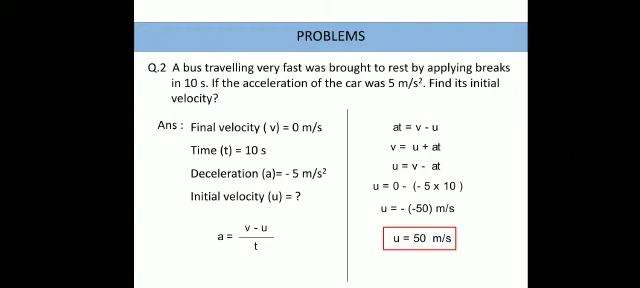 PROBLEMS
Q.2 A bus travelling very fast was brought to rest by applying breaks
in 10 s. If the acceleration of the car was 5 m/s². Find its initial
velocity?
Ans : Final velocity ( v) = 0 m/s
Time (t) = 10 s
Deceleration (a)= - 5 m/s²
Initial velocity (u) = ?
a = v - u
t
at = v - u
v = u + at
u = v - at
u = 0 - (- 5 x 10 )
u = - (-50) m/s
u = 50 m/s